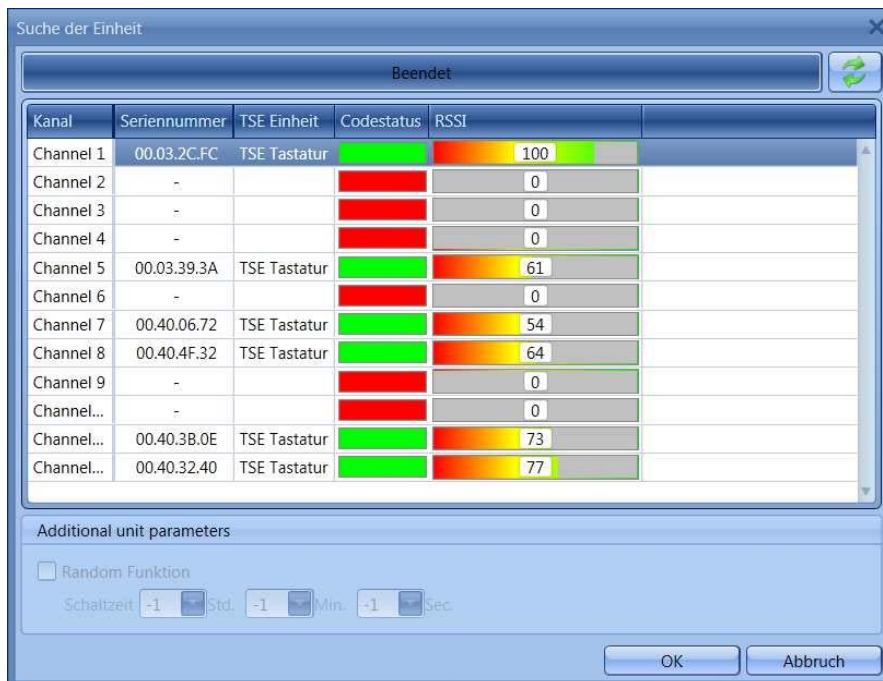 Suche der Einheit
Beendet
Kanal Seriennummer TSE Einheit Codestatus RSSI
Channel 1 00.03.2C.FC TSE Tastatur 100
Channel 2 - 0
Channel 3 - 0
Channel 4 - 0
Channel 5 00.03.39.3A TSE Tastatur 61
Channel 6 - 0
Channel 7 00.40.06.72 TSE Tastatur 54
Channel 8 00.40.4F.32 TSE Tastatur 64
Channel 9 - 0
Channel... - 0
Channel... 00.40.3B.0E TSE Tastatur 73
Channel... 00.40.32.40 TSE Tastatur 77
Additional unit parameters
Random Funktion
Schaltzeit -1 Std. -1 Min. -1 Sec.
OK Abbruch